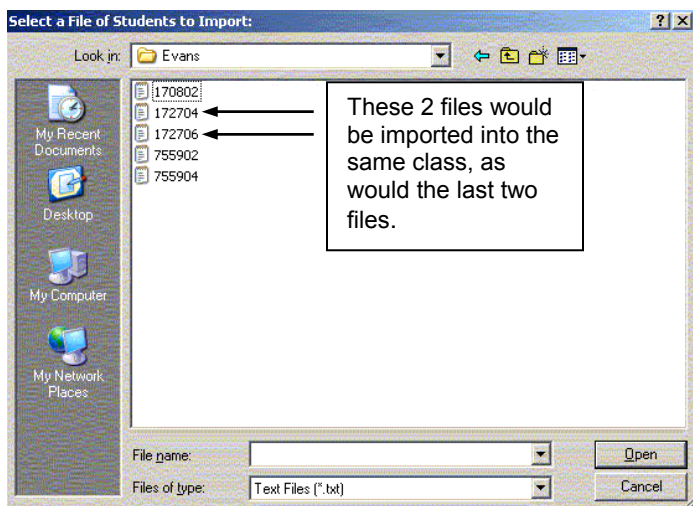 Select a File of Students to Import:
Look in: Evans
170802
172704
172706
755902
755904
These 2 files would
be imported into the
same class, as
would the last two
files.
My Recent
Documents
Desktop
My Computer
My Network
Places
File name:
Open
Files of type: Text Files (*.txt)
Cancel